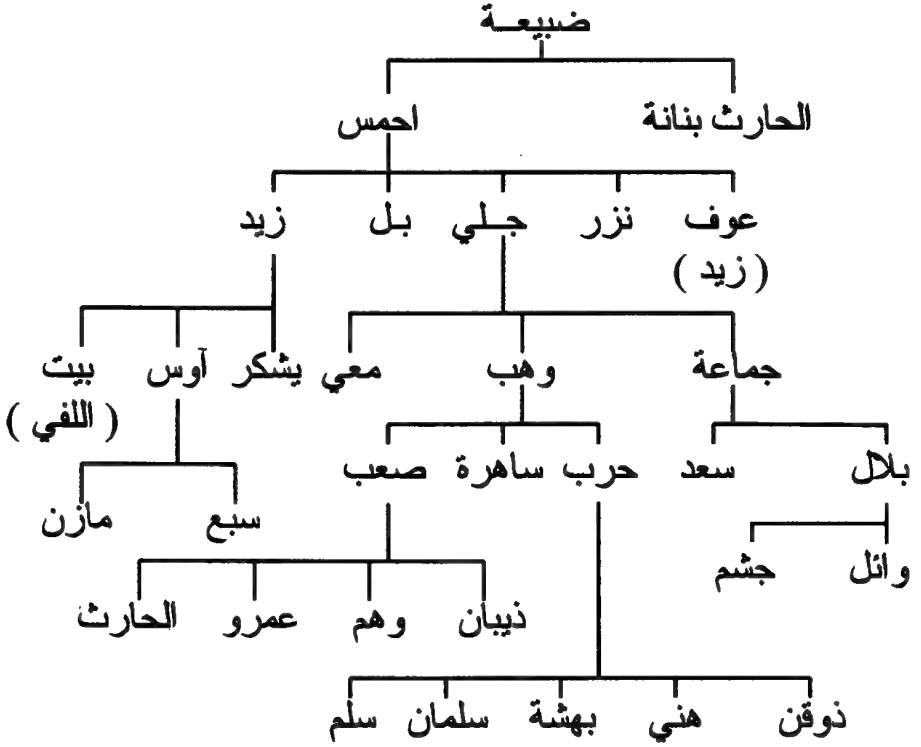 ضبيعة
الحارث بنانة احمس
عوف نزر جلي بل زيد
( زيد )
جماعة وهب معي يشكر آوس بيت
( اللفي )
بلال سعد حرب ساهرة صعب
سبع مازن
وائل جشم
ذيبان وهم عمرو الحارث
ذوقن هني بهشة سلمان سلم